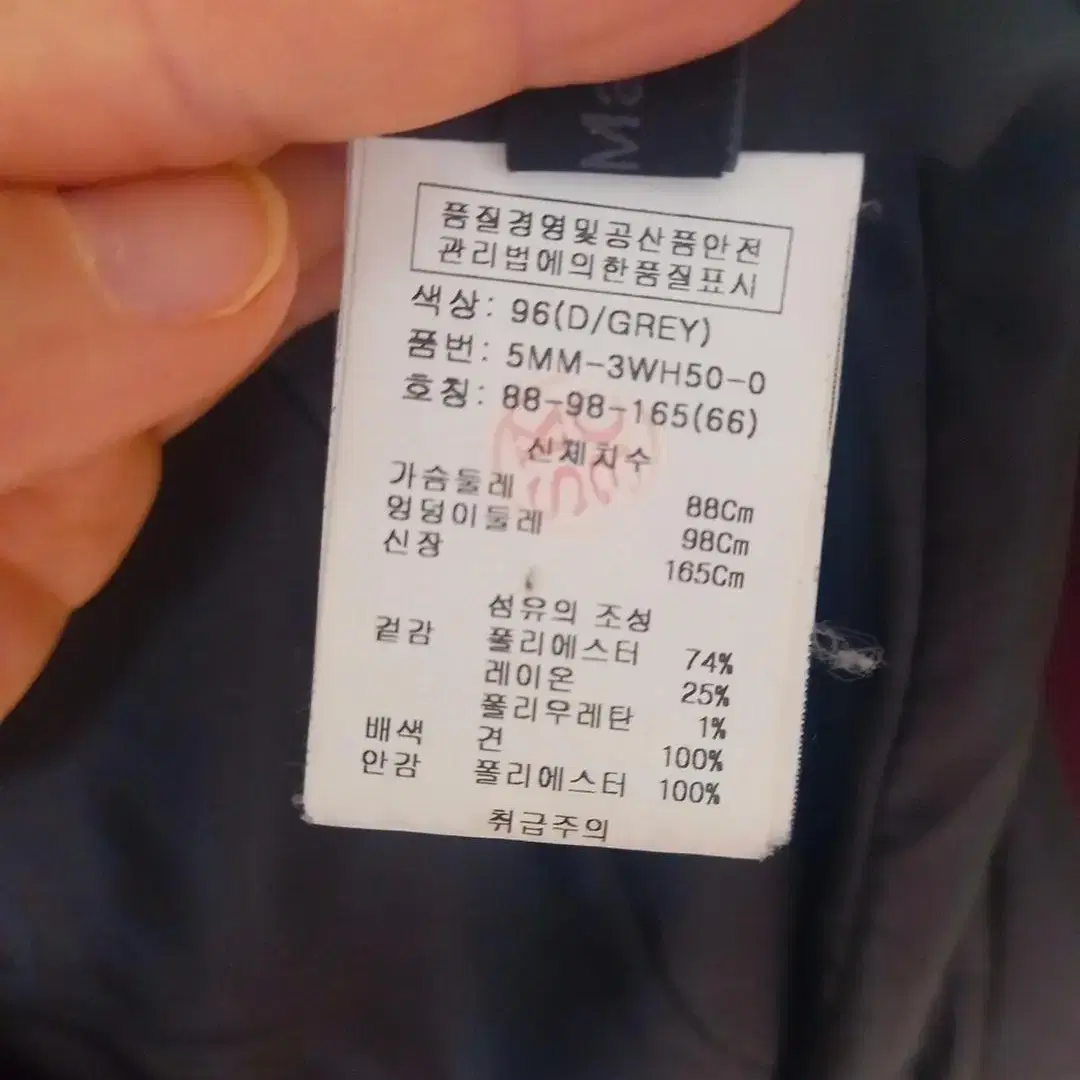 Ma
품질경영및공산품안전
관리법에의한품질표시
색상: 96(D/GREY)
품번: 5MM-3WH50-0
호칭: 88-98-165(66)
신체치수
가슴둘레 88Cm
엉덩이둘레 98Cm
신장 165Cm
섬유의 조성
겉감 폴리에스터 74%
레이온 25%
폴리우레탄 1%
배색 견 100%
안감 폴리에스터 100%
취급주의